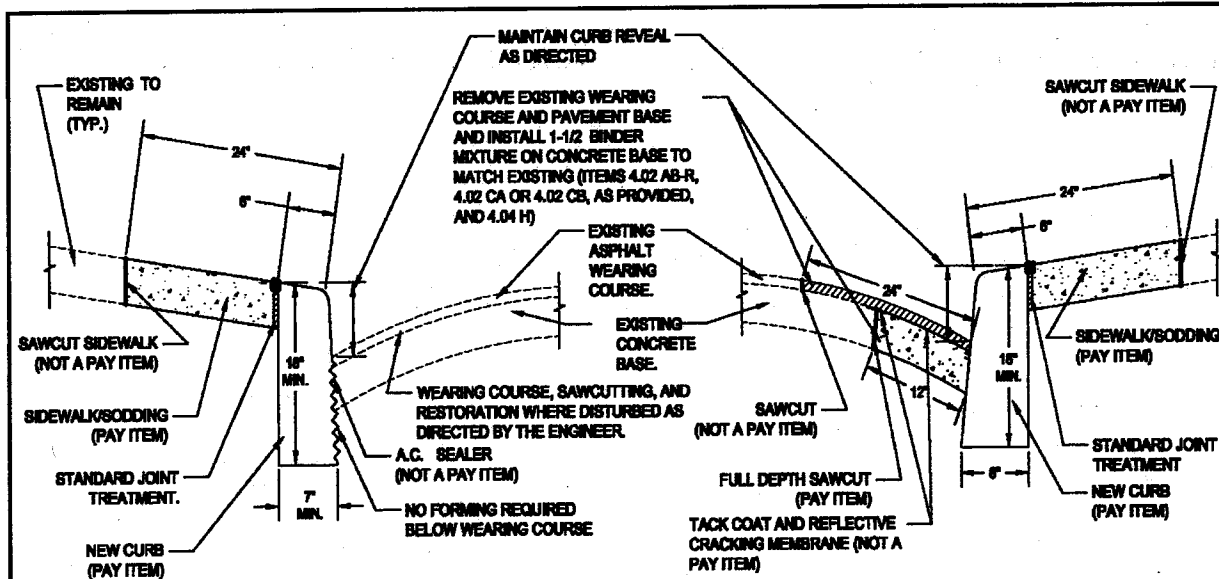 MAINTAIN CURB REVEAL
AS DIRECTED
EXISTING TO
REMAIN
(TYP.)
SAWCUT SIDEWALK
(NOT A PAY ITEM)
REMOVE EXISTING WEARING
COURSE AND PAVEMENT BASE
AND INSTALL 1-1/2 BINDER
MIXTURE ON CONCRETE BASE TO
MATCH EXISTING (ITEMS 4.02 AB-R,
4.02 CA OR 4.02 CB, AS PROVIDED,
AND 4.04 H)
24"
6"
24"
6"
EXISTING
ASPHALT
WEARING
COURSE.
24"
EXISTING
CONCRETE
BASE.
SAWCUT SIDEWALK
(NOT A PAY ITEM)
18"
MIN.
18"
MIN.
SIDEWALK/SODDING
(PAY ITEM)
12"
WEARING COURSE, SAWCUTTING, AND
RESTORATION WHERE DISTURBED AS
DIRECTED BY THE ENGINEER.
SIDEWALK/SODDING
(PAY ITEM)
SAWCUT
(NOT A PAY ITEM)
A.C. SEALER
(NOT A PAY ITEM)
STANDARD JOINT
TREATMENT
STANDARD JOINT
TREATMENT.
FULL DEPTH SAWCUT
(PAY ITEM)
6"
7"
MIN.
NO FORMING REQUIRED
BELOW WEARING COURSE
NEW CURB
(PAY ITEM)
TACK COAT AND REFLECTIVE
CRACKING MEMBRANE (NOT A
PAY ITEM)
NEW CURB
(PAY ITEM)